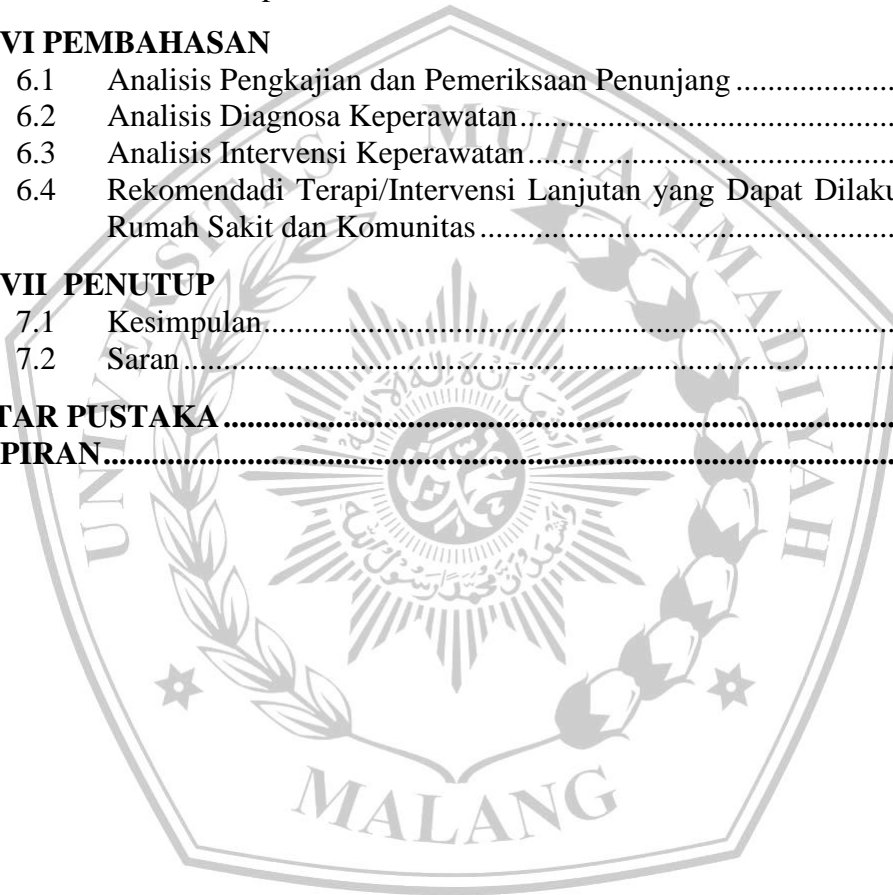 VI PEMBAHASAN
6.1 Analisis Pengkajian dan Pemeriksaan Penunjang ....................
6.2 Analisis Diagnosa Keperawatan ....................
6.3 Analisis Intervensi Keperawatan ....................
6.4 Rekomendadi Terapi/Intervensi Lanjutan yang Dapat Dilaku
Rumah Sakit dan Komunitas ....................
VII PENUTUP
7.1 Kesimpulan ....................
7.2 Saran ....................
TAR PUSTAKA ....................
PIRAN ....................
UNIVERSITAS MUHAMMADIYAH
MALANG